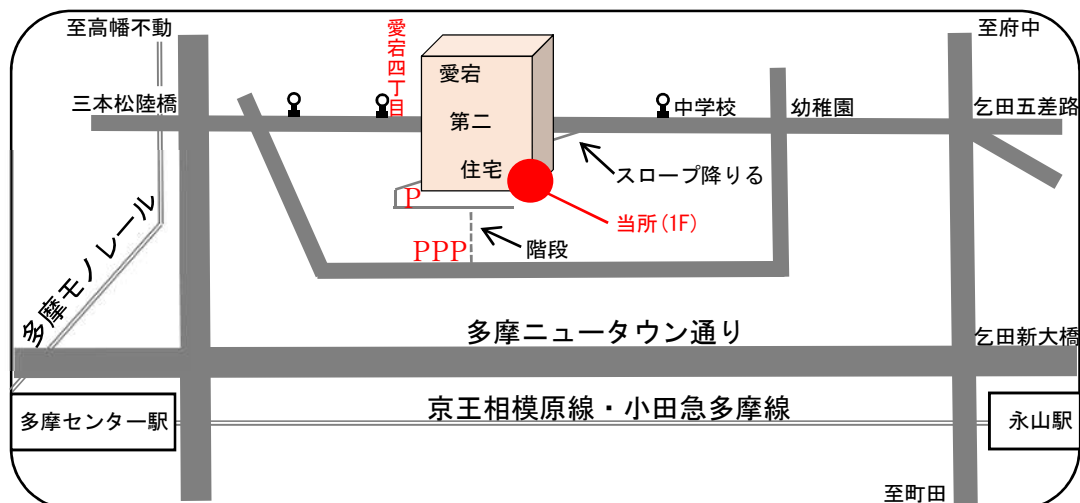 至高幡不動
愛宕四丁目
至府中
愛宕
第二
住宅
三本松陸橋
中学校
幼稚園
乞田五差路
スロープ降りる
P
当所(1F)
PPP
階段
多摩モノレール
多摩ニュータウン通り
乞田新大橋
京王相模原線・小田急多摩線
多摩センター駅
永山駅
至町田